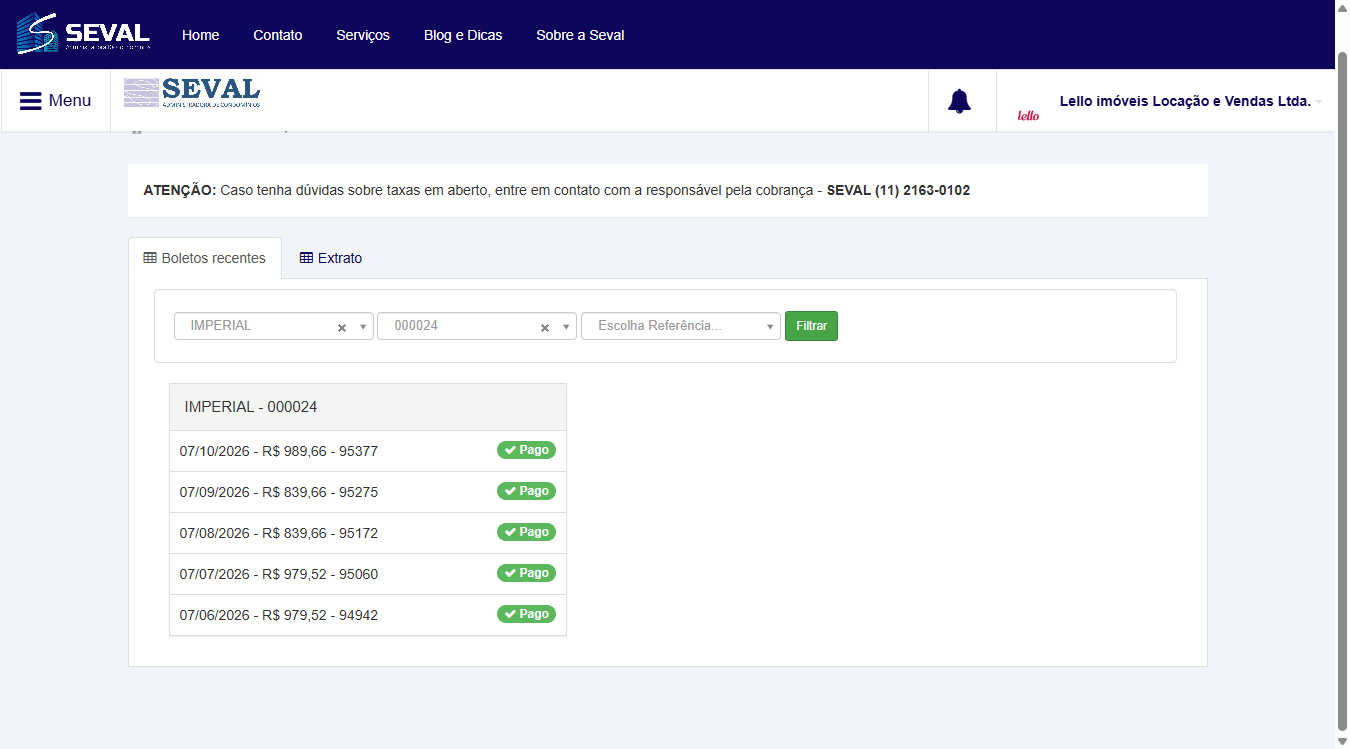 SEVAL
Home Contato Serviços Blog e Dicas Sobre a Seval
Menu
SEVAL
ADMINISTRADORA DE CONDOMÍNIOS
lello
Lello imóveis Locação e Vendas Ltda.
ATENÇÃO: Caso tenha dúvidas sobre taxas em aberto, entre em contato com a responsável pela cobrança - SEVAL (11) 2163-0102
Boletos recentes Extrato
IMPERIAL × 000024 × Escolha Referência... Filtrar
IMPERIAL - 000024
07/10/2026 - R$ 989,66 - 95377 Pago
07/09/2026 - R$ 839,66 - 95275 Pago
07/08/2026 - R$ 839,66 - 95172 Pago
07/07/2026 - R$ 979,52 - 95060 Pago
07/06/2026 - R$ 979,52 - 94942 Pago